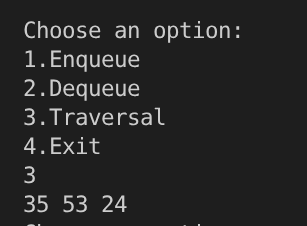 Choose an option:
1.Enqueue
2.Dequeue
3.Traversal
4.Exit
3
35 53 24